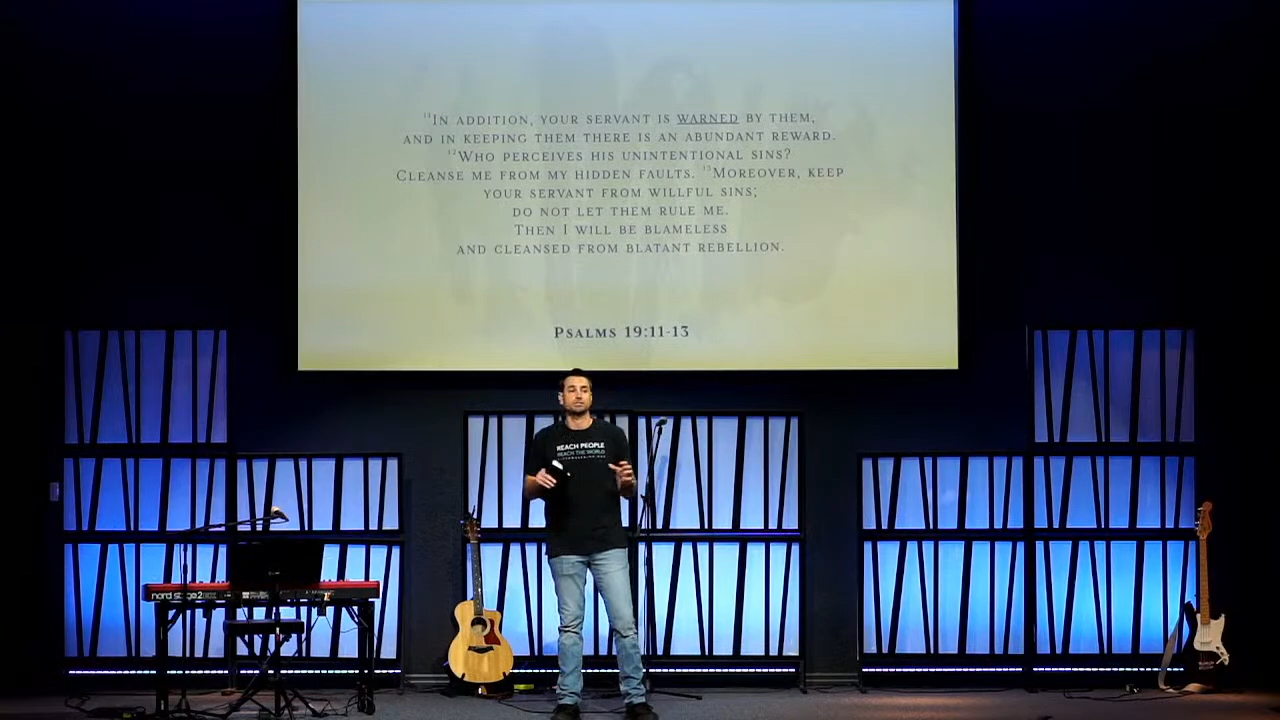 ¹¹In addition, your servant is warned by them,
and in keeping them there is an abundant reward.
¹²Who perceives his unintentional sins?
Cleanse me from my hidden faults. ¹³Moreover, keep
your servant from willful sins;
do not let them rule me.
Then I will be blameless
and cleansed from blatant rebellion.
Psalms 19:11-13
REACH PEOPLE
REACH THE WORLD
nord stage 2